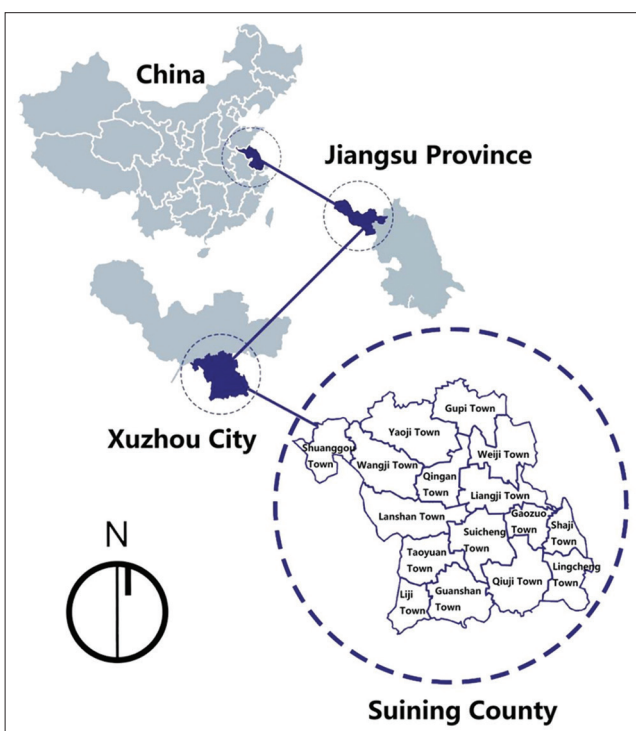 China
Jiangsu Province
Xuzhou City
Gupi Town
Yaoji Town
Shuanggou
Town
Wangji Town
Weiji Town
Qingan
Town
Liangji Town
Lanshan Town
Gaozuo
Town
Shaji
Town
Suicheng
Town
Taoyuan
Town
Lingcheng
Town
Qiuji Town
Liji
Town
Guanshan
Town
N
Suining County